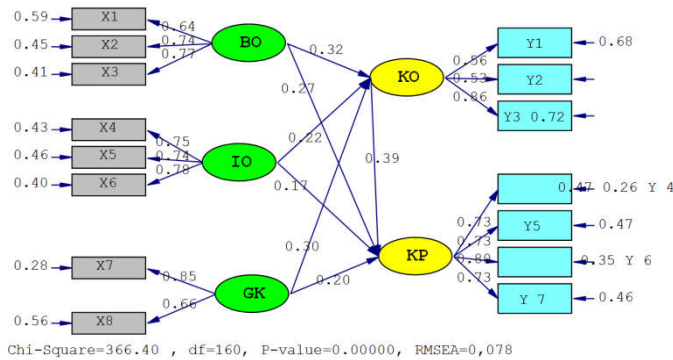 0.59 X1 0.64 BO 0.32 KO 0.56 Y1 0.68
0.45 X2 0.74 0.53 Y2
0.41 X3 0.77 0.27 0.86 Y3 0.72
0.43 X4 0.75 0.22 0.39
0.46 X5 0.74 IO 0.17
0.40 X6 0.78
0.47 0.26 Y 4
0.73 Y5 0.47
0.73
0.30 KP 0.80 0.35 Y 6
0.28 X7 0.85 GK 0.20 0.73 Y 7 0.46
0.56 X8 0.66
Chi-Square=366.40 , df=160, P-value=0.00000, RMSEA=0,078